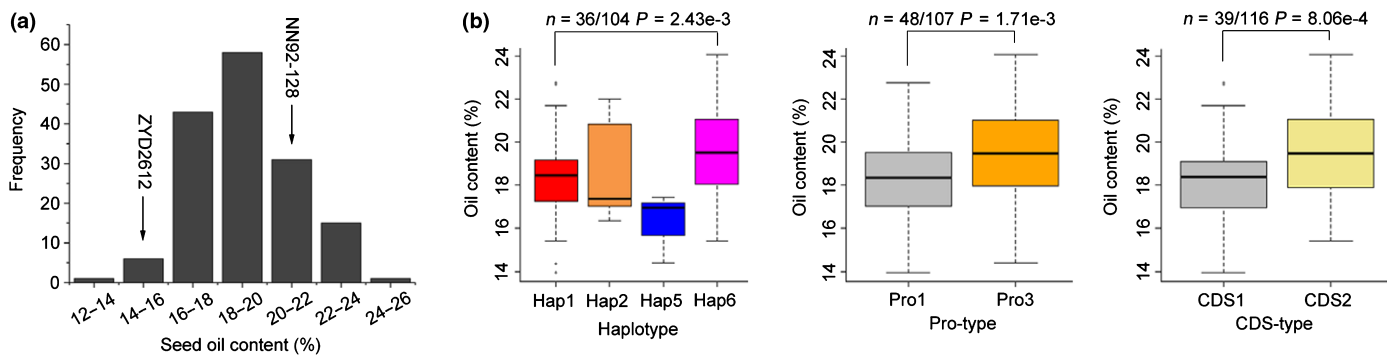 (a)
Frequency
60
50
40
30
20
10
0
ZYD2612
NN92-128
12–14
14–16
16–18
18–20
20–22
22–24
24–26
Seed oil content (%)
(b)
n = 36/104 P = 2.43e-3
Oil content (%)
24
22
20
18
16
14
Hap1 Hap2 Hap5 Hap6
Haplotype
n = 48/107 P = 1.71e-3
Oil content (%)
24
22
20
18
16
14
Pro1 Pro3
Pro-type
n = 39/116 P = 8.06e-4
Oil content (%)
24
22
20
18
16
14
CDS1 CDS2
CDS-type